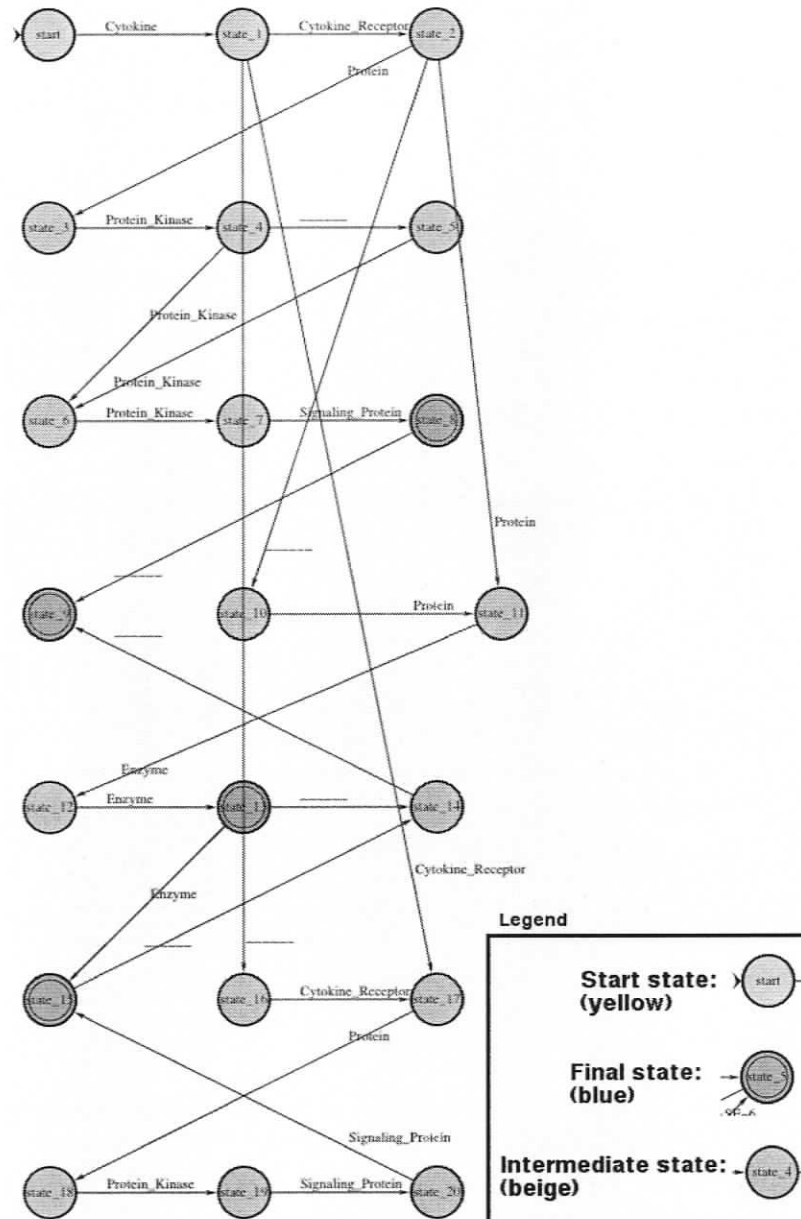 start Cytokine state_1 Cytokine_Receptor state_2
Protein
state_3 Protein_Kinase state_4 state_5
Protein_Kinase
Protein_Kinase
state_6 Protein_Kinase state_7 Signaling_Protein state_8
Protein
state_9 state_10 Protein state_11
Enzyme
state_12 Enzyme state_13 state_14
Cytokine_Receptor
Enzyme
state_15 state_16 Cytokine_Receptor state_17
Protein
Signaling_Protein
state_18 Protein_Kinase state_19 Signaling_Protein state_20
Legend
Start state: start
(yellow)
Final state: state_5
(blue)
Intermediate state: state_4
(beige)